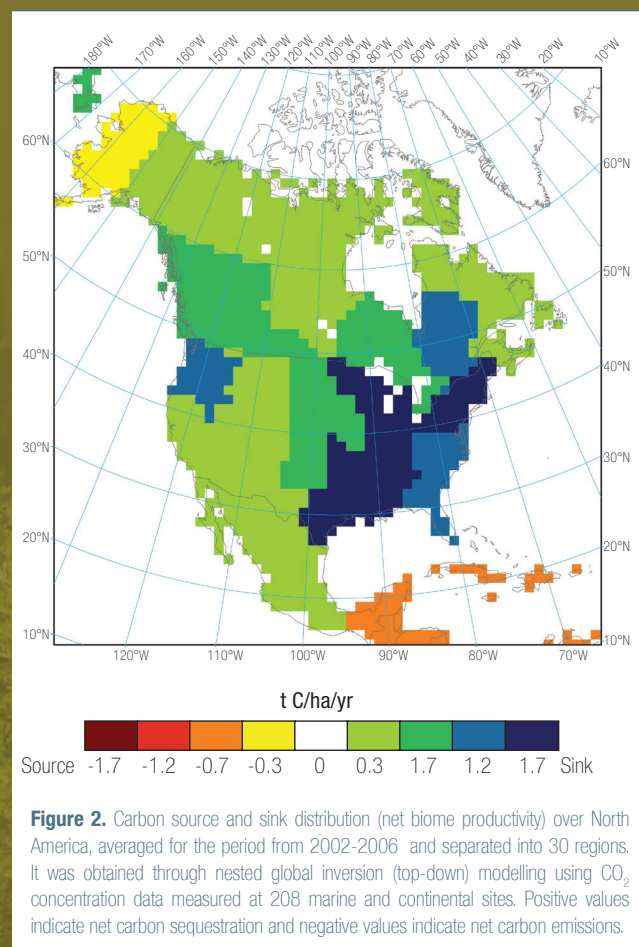 180°W 170°W 160°W 150°W 140°W 130°W 120°W 110°W 100°W 90°W 80°W 70°W 60°W 50°W 40°W 30°W 20°W 10°W
60°N 60°N
50°N 50°N
40°N 40°N
30°N 30°N
20°N 20°N
10°N 10°N
120°W 110°W 100°W 90°W 80°W 70°W
t C/ha/yr
Source -1.7 -1.2 -0.7 -0.3 0 0.3 1.7 1.2 1.7 Sink
Figure 2. Carbon source and sink distribution (net biome productivity) over North
America, averaged for the period from 2002-2006 and separated into 30 regions.
It was obtained through nested global inversion (top-down) modelling using CO₂
concentration data measured at 208 marine and continental sites. Positive values
indicate net carbon sequestration and negative values indicate net carbon emissions.